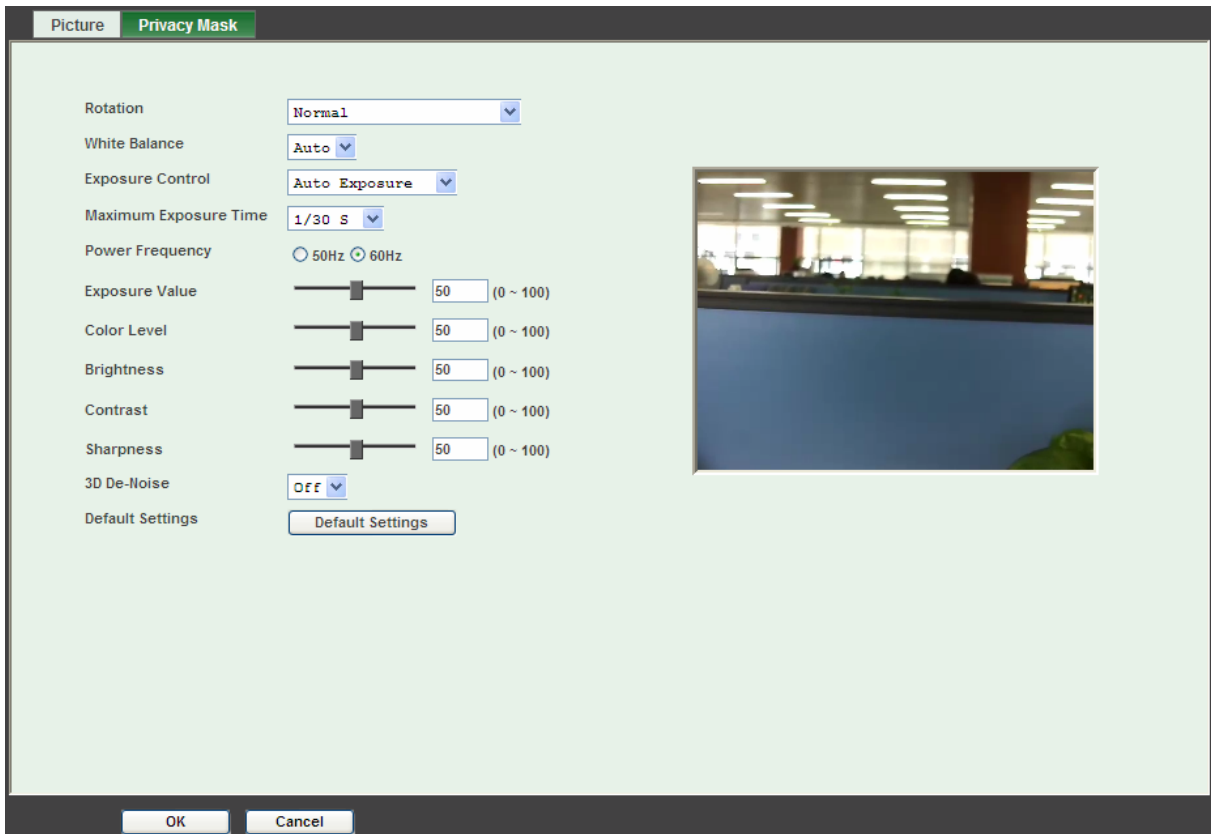 Picture Privacy Mask
Rotation Normal
White Balance Auto
Exposure Control Auto Exposure
Maximum Exposure Time 1/30 S
Power Frequency 50Hz 60Hz
Exposure Value 50 (0 ~ 100)
Color Level 50 (0 ~ 100)
Brightness 50 (0 ~ 100)
Contrast 50 (0 ~ 100)
Sharpness 50 (0 ~ 100)
3D De-Noise Off
Default Settings Default Settings
OK Cancel